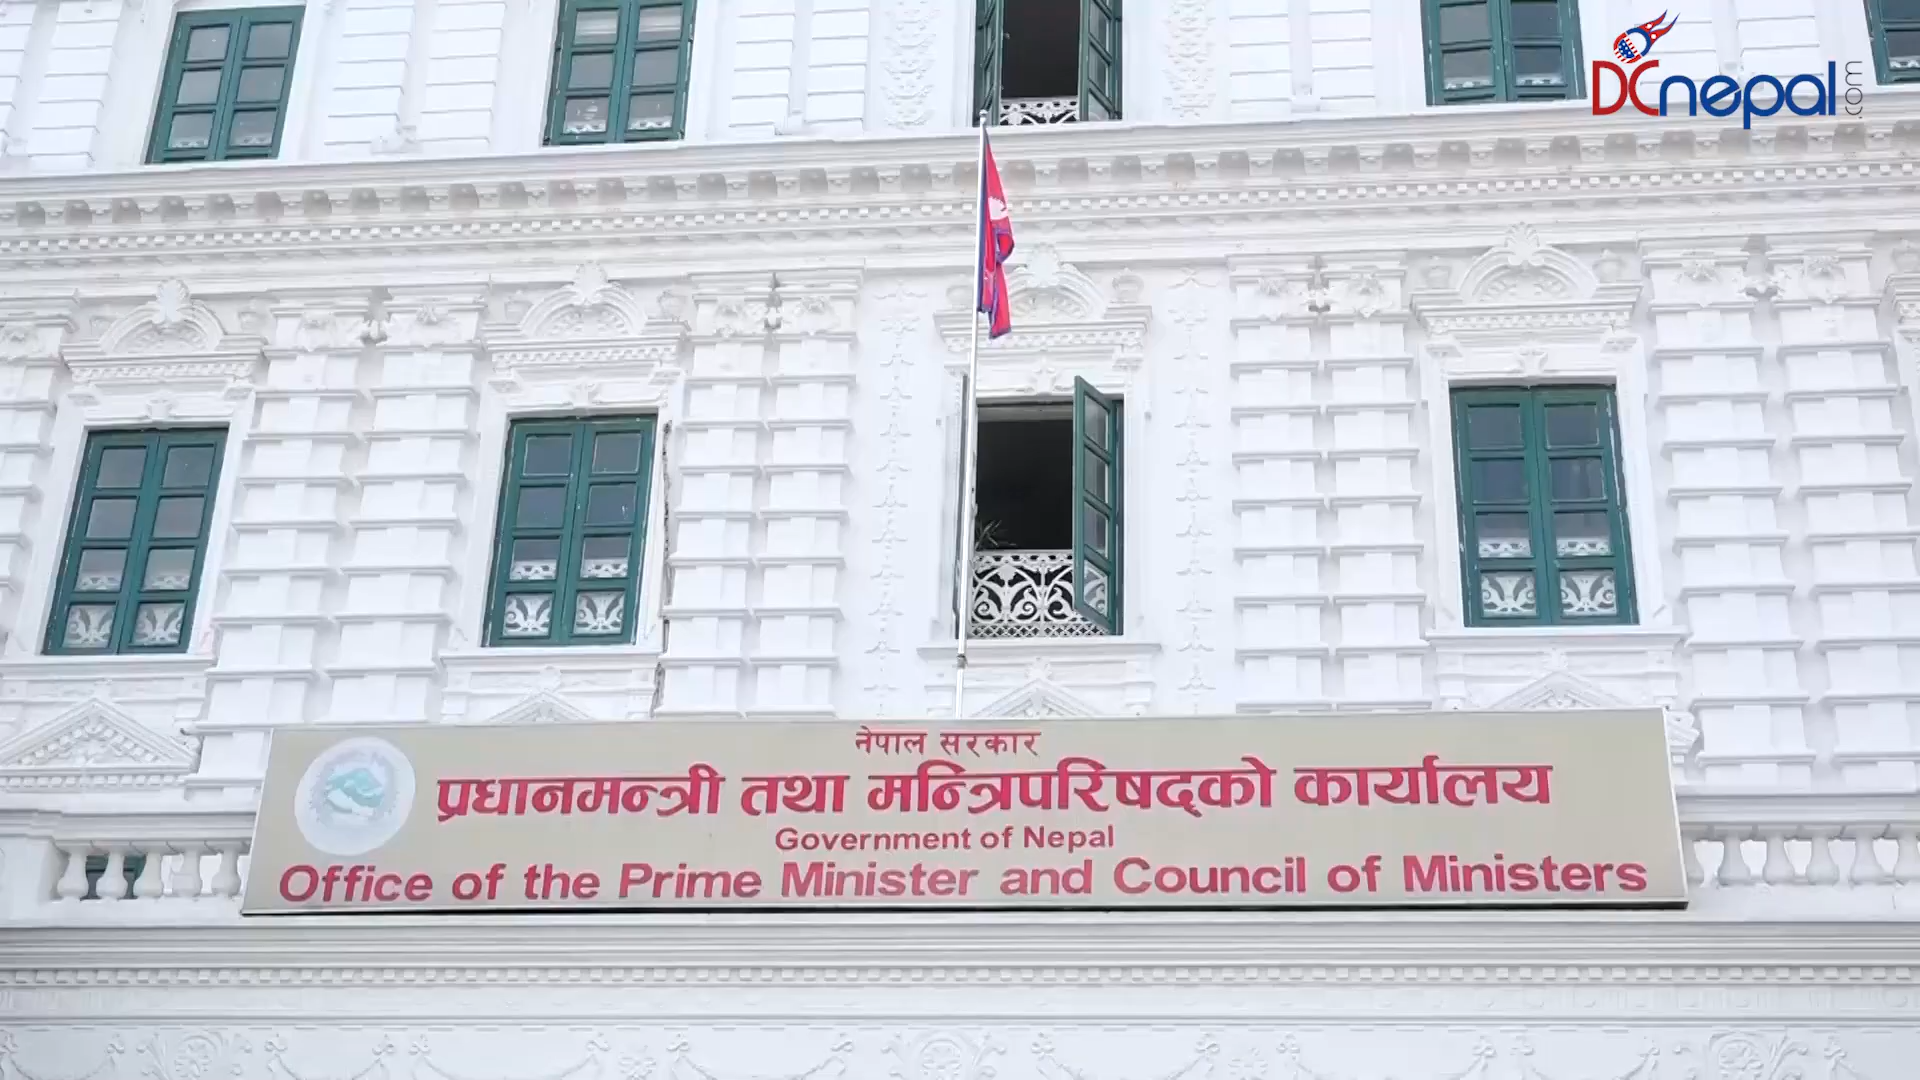 DCnepal.com
नेपाल सरकार
प्रधानमन्त्री तथा मन्त्रिपरिषद्को कार्यालय
Government of Nepal
Office of the Prime Minister and Council of Ministers